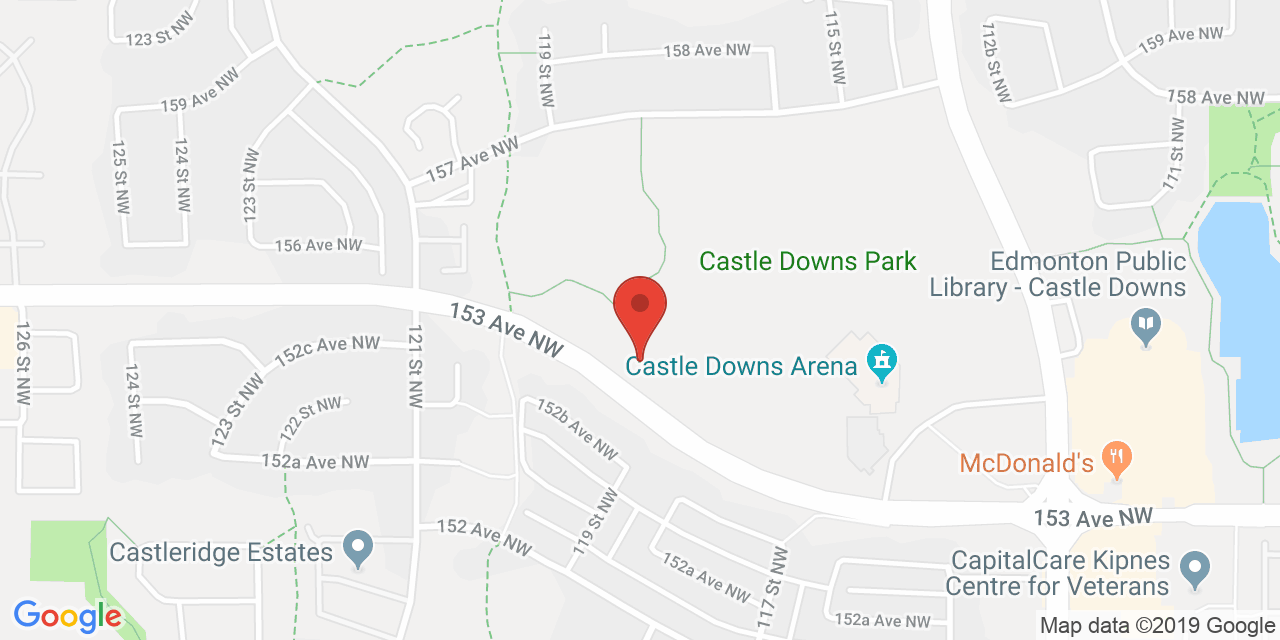 123 St NW
119 St NW
158 Ave NW
115 St NW
112b St NW
159 Ave NW
159 Ave NW
158 Ave NW
125 St NW
124 St NW
123 St NW
157 Ave NW
111 St NW
156 Ave NW
Castle Downs Park
Edmonton Public
Library - Castle Downs
126 St NW
153 Ave NW
121 St NW
152c Ave NW
124 St NW
123 St NW
122 St NW
152a Ave NW
Castle Downs Arena
152b Ave NW
McDonald's
119 St NW
152 Ave NW
153 Ave NW
Castleridge Estates
152a Ave NW
117 St NW
CapitalCare Kipnes
Centre for Veterans
152a Ave NW
Google
Map data ©2019 Google